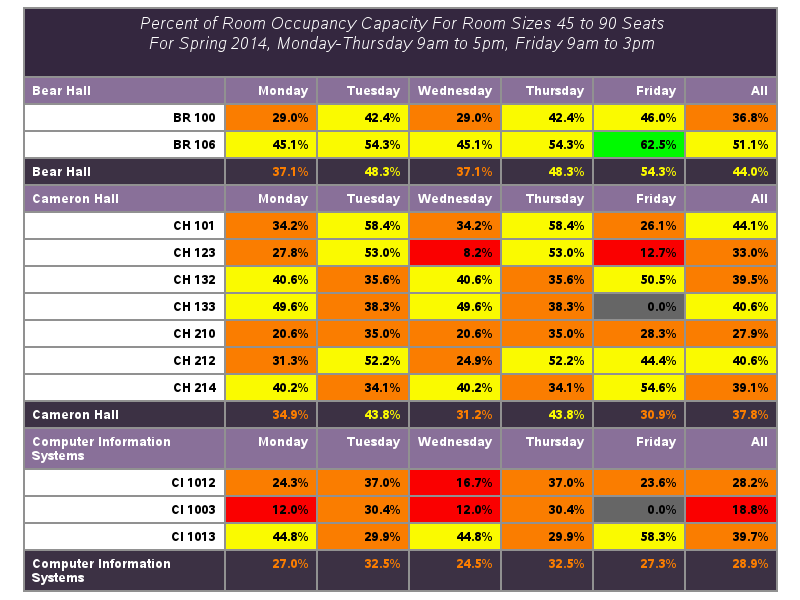 Percent of Room Occupancy Capacity For Room Sizes 45 to 90 Seats
For Spring 2014, Monday-Thursday 9am to 5pm, Friday 9am to 3pm
Bear Hall Monday Tuesday Wednesday Thursday Friday All
BR 100 29.0% 42.4% 29.0% 42.4% 46.0% 36.8%
BR 106 45.1% 54.3% 45.1% 54.3% 62.5% 51.1%
Bear Hall 37.1% 48.3% 37.1% 48.3% 54.3% 44.0%
Cameron Hall Monday Tuesday Wednesday Thursday Friday All
CH 101 34.2% 58.4% 34.2% 58.4% 26.1% 44.1%
CH 123 27.8% 53.0% 8.2% 53.0% 12.7% 33.0%
CH 132 40.6% 35.6% 40.6% 35.6% 50.5% 39.5%
CH 133 49.6% 38.3% 49.6% 38.3% 0.0% 40.6%
CH 210 20.6% 35.0% 20.6% 35.0% 28.3% 27.9%
CH 212 31.3% 52.2% 24.9% 52.2% 44.4% 40.6%
CH 214 40.2% 34.1% 40.2% 34.1% 54.6% 39.1%
Cameron Hall 34.9% 43.8% 31.2% 43.8% 30.9% 37.8%
Computer Information Monday Tuesday Wednesday Thursday Friday All
Systems
CI 1012 24.3% 37.0% 16.7% 37.0% 23.6% 28.2%
CI 1003 12.0% 30.4% 12.0% 30.4% 0.0% 18.8%
CI 1013 44.8% 29.9% 44.8% 29.9% 58.3% 39.7%
Computer Information 27.0% 32.5% 24.5% 32.5% 27.3% 28.9%
Systems